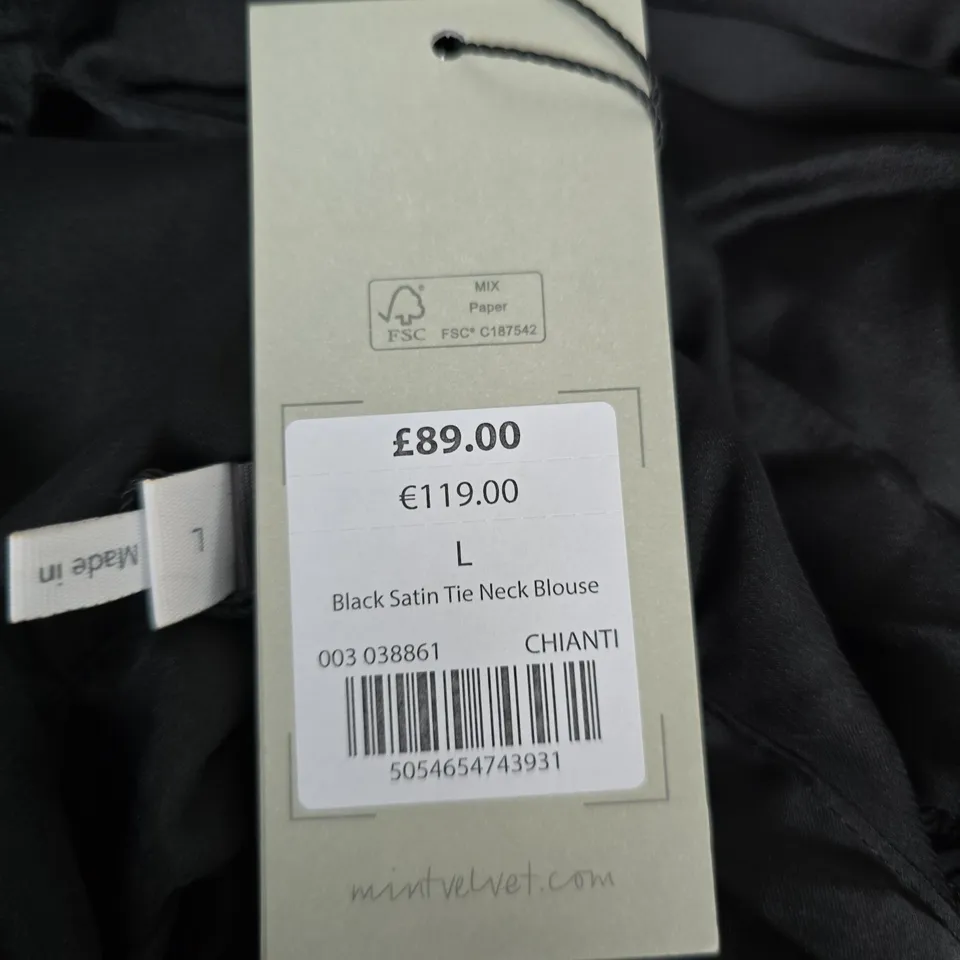 MIX
Paper
FSC® C187542
FSC®
£89.00
€119.00
L
Black Satin Tie Neck Blouse
003 038861 CHIANTI
5054654743931
mintvelvet.com
L
Made in